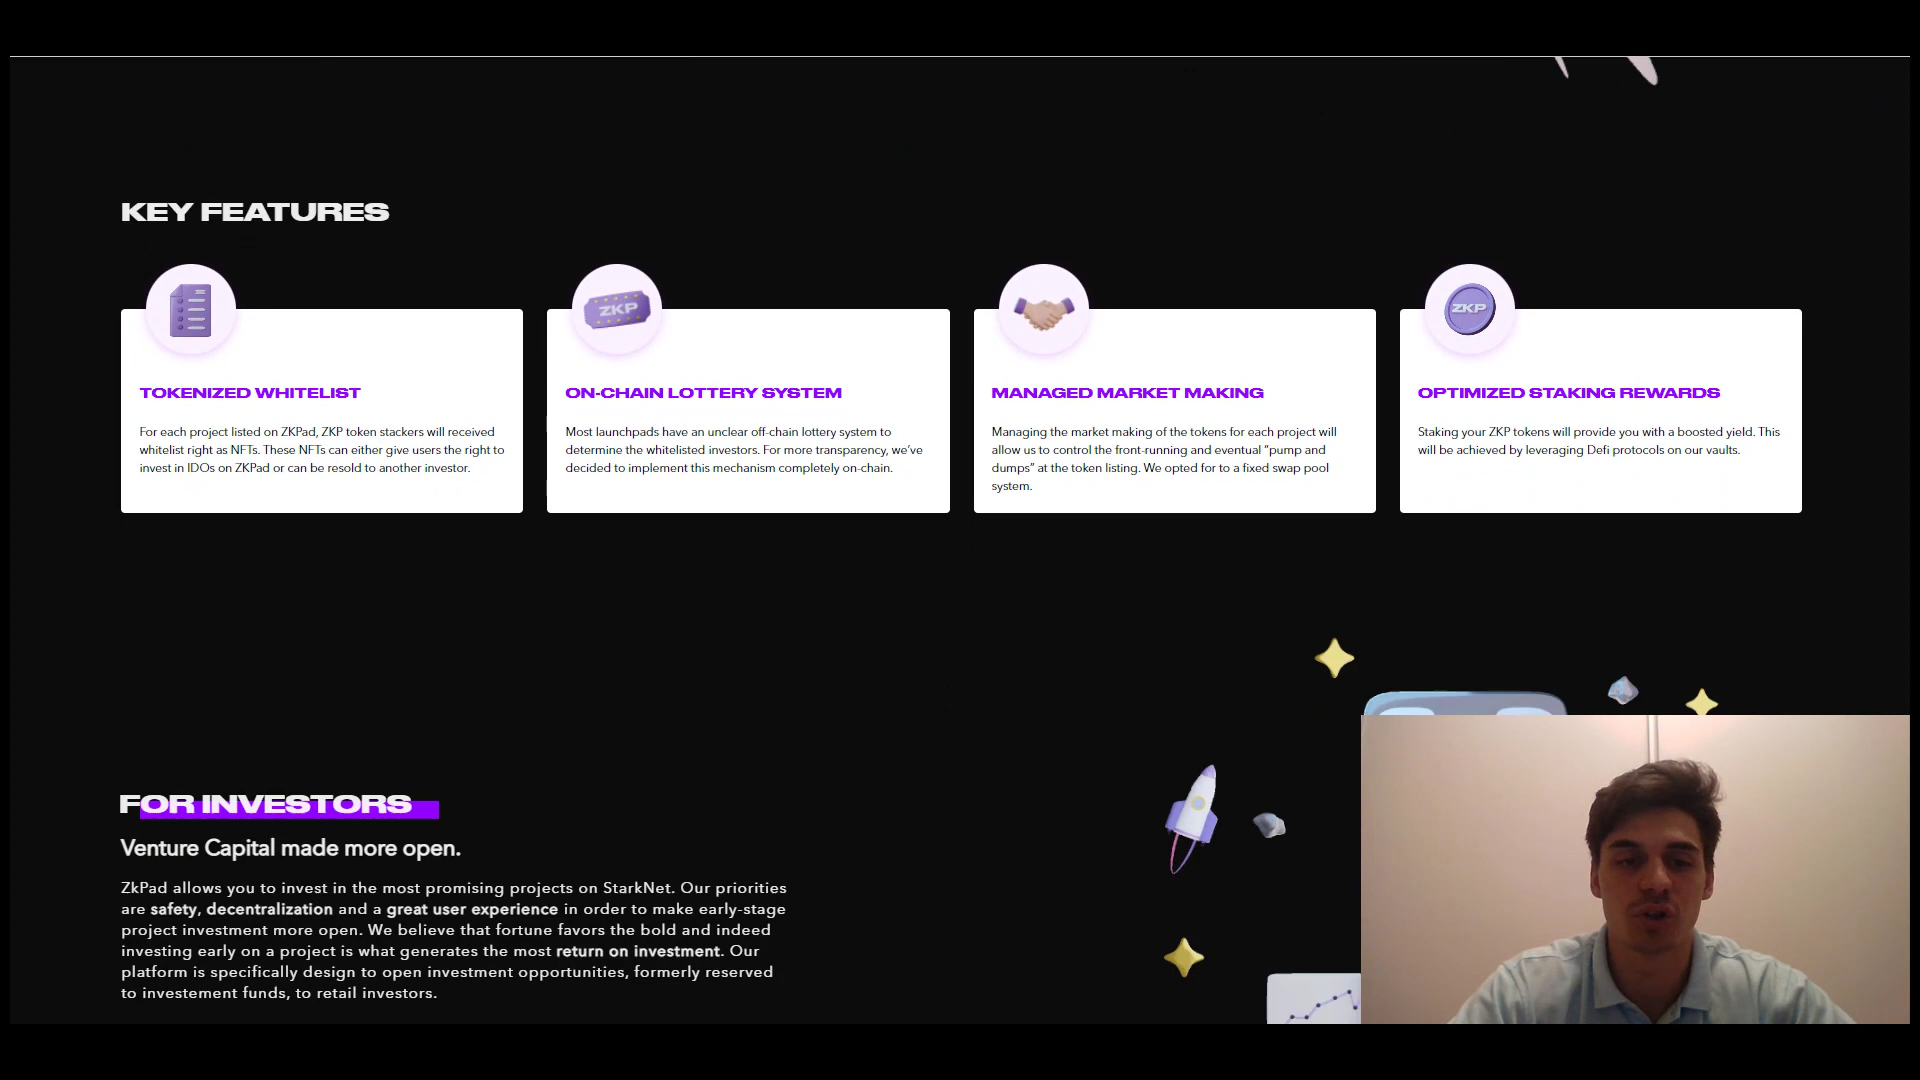 KEY FEATURES
ZKP
ZKP
TOKENIZED WHITELIST
For each project listed on ZKPad, ZKP token stackers will received
whitelist right as NFTs. These NFTs can either give users the right to
invest in IDOs on ZKPad or can be resold to another investor.
ON-CHAIN LOTTERY SYSTEM
Most launchpads have an unclear off-chain lottery system to
determine the whitelisted investors. For more transparency, we've
decided to implement this mechanism completely on-chain.
MANAGED MARKET MAKING
Managing the market making of the tokens for each project will
allow us to control the front-running and eventual “pump and
dumps” at the token listing. We opted for to a fixed swap pool
system.
OPTIMIZED STAKING REWARDS
Staking your ZKP tokens will provide you with a boosted yield. This
will be achieved by leveraging Defi protocols on our vaults.
FOR INVESTORS
Venture Capital made more open.
ZkPad allows you to invest in the most promising projects on StarkNet. Our priorities
are safety, decentralization and a great user experience in order to make early-stage
project investment more open. We believe that fortune favors the bold and indeed
investing early on a project is what generates the most return on investment. Our
platform is specifically design to open investment opportunities, formerly reserved
to investement funds, to retail investors.